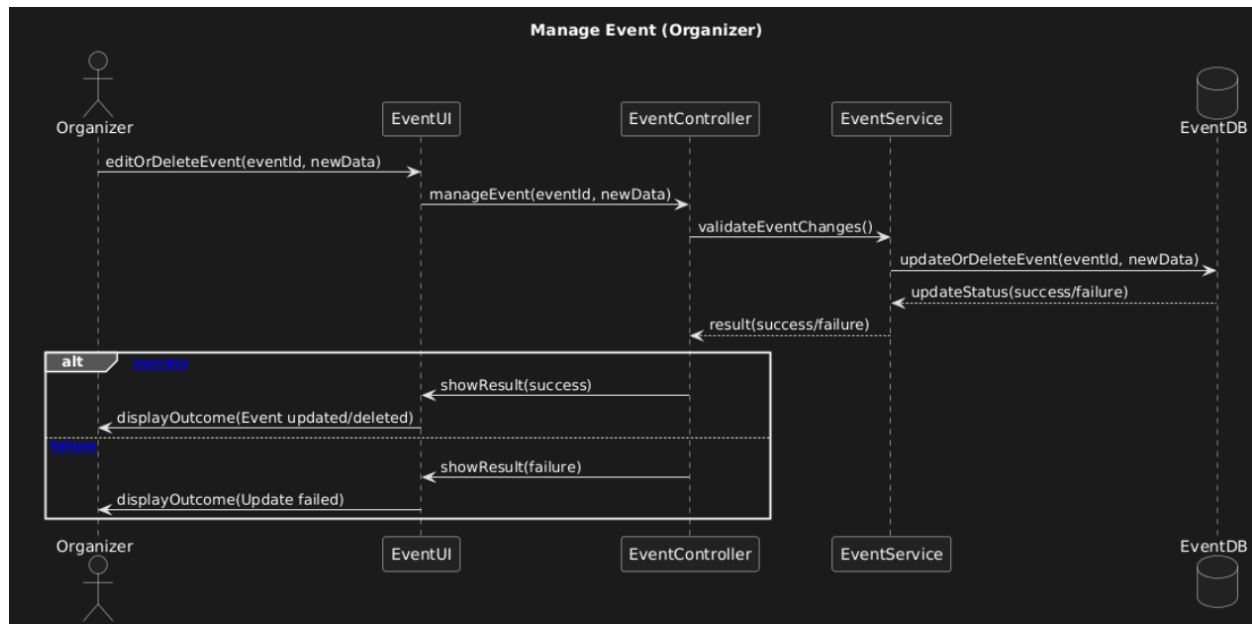 Manage Event (Organizer)
Organizer
EventUI
EventController
EventService
EventDB
editOrDeleteEvent(eventId, newData)
manageEvent(eventId, newData)
validateEventChanges()
updateOrDeleteEvent(eventId, newData)
updateStatus(success/failure)
result(success/failure)
alt
success
showResult(success)
displayOutcome(Event updated/deleted)
failure
showResult(failure)
displayOutcome(Update failed)
Organizer
EventUI
EventController
EventService
EventDB